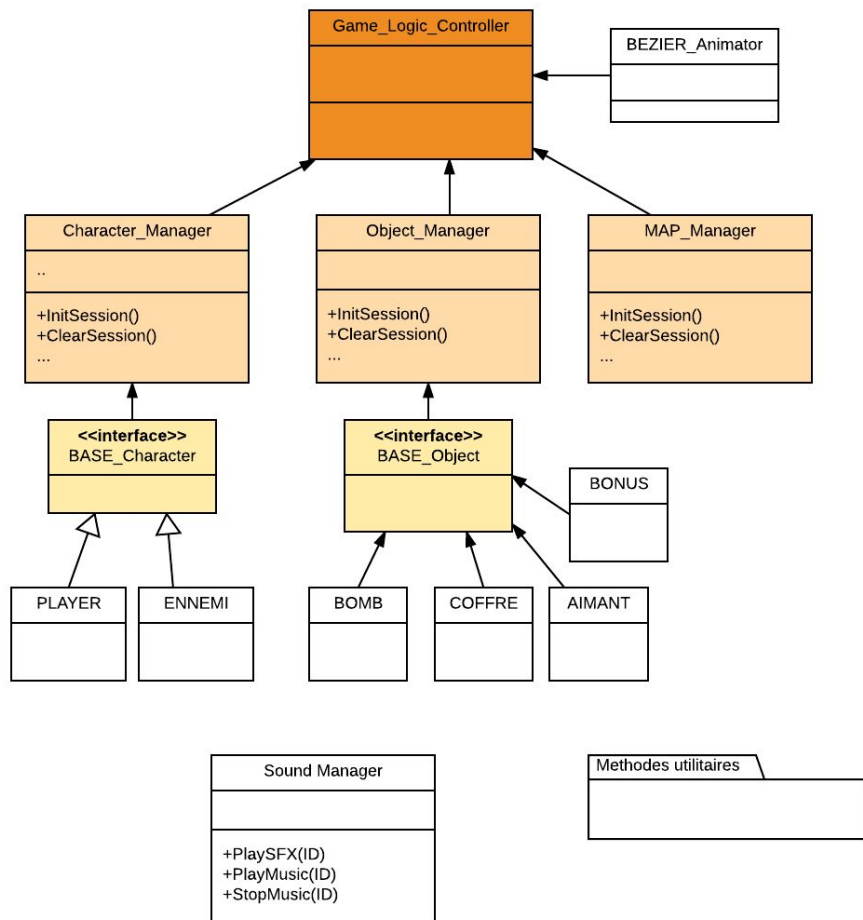 Game_Logic_Controller
BEZIER_Animator
Character_Manager
..
+InitSession()
+ClearSession()
...
Object_Manager
+InitSession()
+ClearSession()
...
MAP_Manager
+InitSession()
+ClearSession()
...
<<interface>>
BASE_Character
<<interface>>
BASE_Object
BONUS
PLAYER
ENNEMI
BOMB
COFFRE
AIMANT
Sound Manager
+PlaySFX(ID)
+PlayMusic(ID)
+StopMusic(ID)
Methodes utilitaires